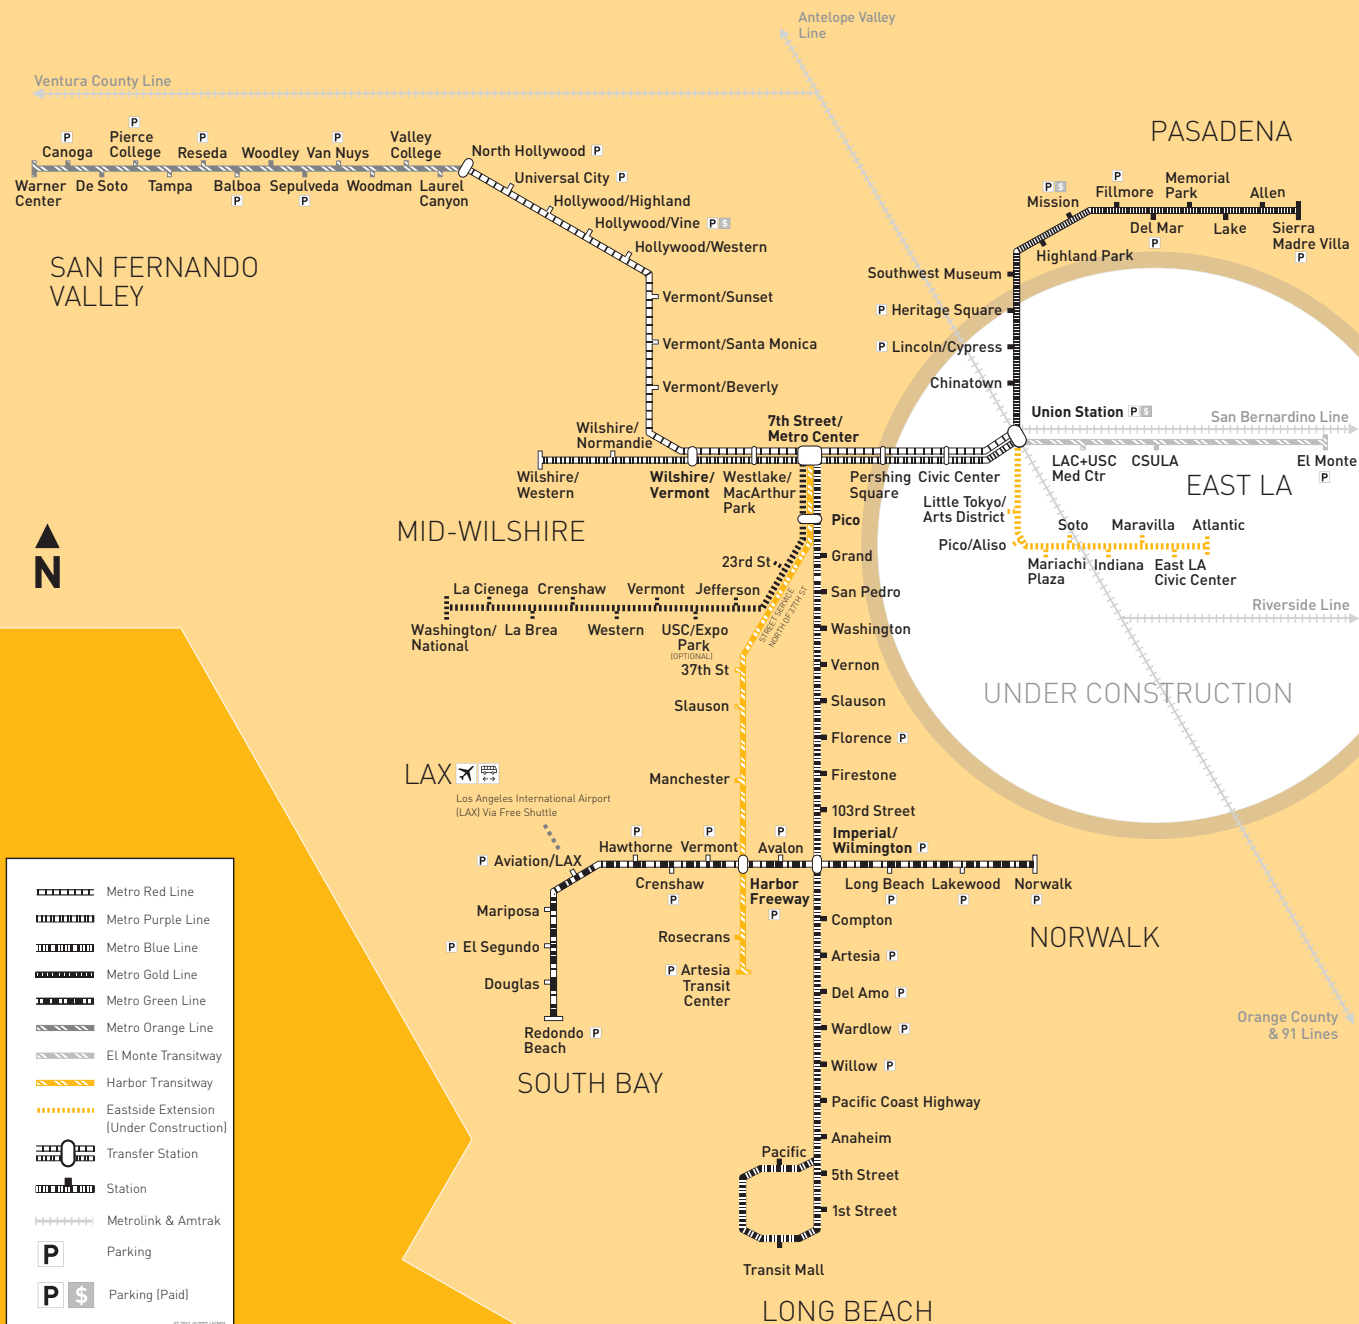 Antelope Valley
Line
Ventura County Line
PASADENA
P
Canoga
P
Pierce
College
P
Reseda
Woodley
P
Van Nuys
Valley
College
North Hollywood P
Warner
Center
De Soto
Tampa
Balboa
P
Sepulveda
P
Woodman
Laurel
Canyon
Universal City P
Hollywood/Highland
Hollywood/Vine P $
Hollywood/Western
SAN FERNANDO
VALLEY
P $
Mission
P
Fillmore
Memorial
Park
Allen
Del Mar
P
Lake
Sierra
Madre Villa
P
Highland Park
Southwest Museum
P Heritage Square
P Lincoln/Cypress
Chinatown
Union Station P $
Vermont/Sunset
Vermont/Santa Monica
Vermont/Beverly
San Bernardino Line
7th Street/
Metro Center
Wilshire/
Normandie
Wilshire/
Western
Wilshire/
Vermont
Westlake/
MacArthur
Park
Pershing
Square
Civic Center
LAC+USC
Med Ctr
CSULA
El Monte
P
EAST LA
Little Tokyo/
Arts District
Pico/Aliso
Soto
Maravilla
Atlantic
Mariachi
Plaza
Indiana
East LA
Civic Center
MID-WILSHIRE
N
Pico
23rd St
Grand
La Cienega
Crenshaw
Vermont
Jefferson
San Pedro
Washington/
National
La Brea
Western
USC/Expo
Park
(OPTIONAL)
STREET SERVICE
NORTH OF 37TH ST
Washington
Riverside Line
37th St
Vernon
Slauson
Slauson
UNDER CONSTRUCTION
Florence P
Manchester
Firestone
103rd Street
LAX
Los Angeles International Airport
(LAX) Via Free Shuttle
P Aviation/LAX
P
Hawthorne
P
Vermont
P
Avalon
Imperial/
Wilmington P
Crenshaw
P
Harbor
Freeway
P
Long Beach
P
Lakewood
P
Norwalk
P
Mariposa
P El Segundo
Douglas
Redondo
Beach
P
Rosecrans
P Artesia
Transit
Center
Compton
Artesia P
Del Amo P
Wardlow P
Willow P
Pacific Coast Highway
Anaheim
Pacific
5th Street
1st Street
Transit Mall
NORWALK
Orange County
& 91 Lines
SOUTH BAY
LONG BEACH
Metro Red Line
Metro Purple Line
Metro Blue Line
Metro Gold Line
Metro Green Line
Metro Orange Line
El Monte Transitway
Harbor Transitway
Eastside Extension
(Under Construction)
Transfer Station
Station
Metrolink & Amtrak
P Parking
P $ Parking (Paid)